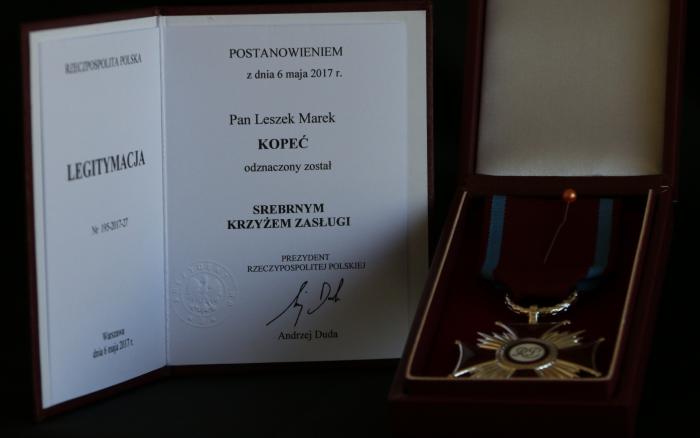 RZECZPOSPOLITA POLSKA
LEGITYMACJA
Nr 195-2017-27
Warszawa
dnia 6 maja 2017 r.
POSTANOWIENIEM
z dnia 6 maja 2017 r.
Pan Leszek Marek
KOPEĆ
odznaczony został
SREBRNYM
KRZYŻEM ZASŁUGI
PREZYDENT
RZECZYPOSPOLITEJ POLSKIEJ
Andrzej Duda
RP